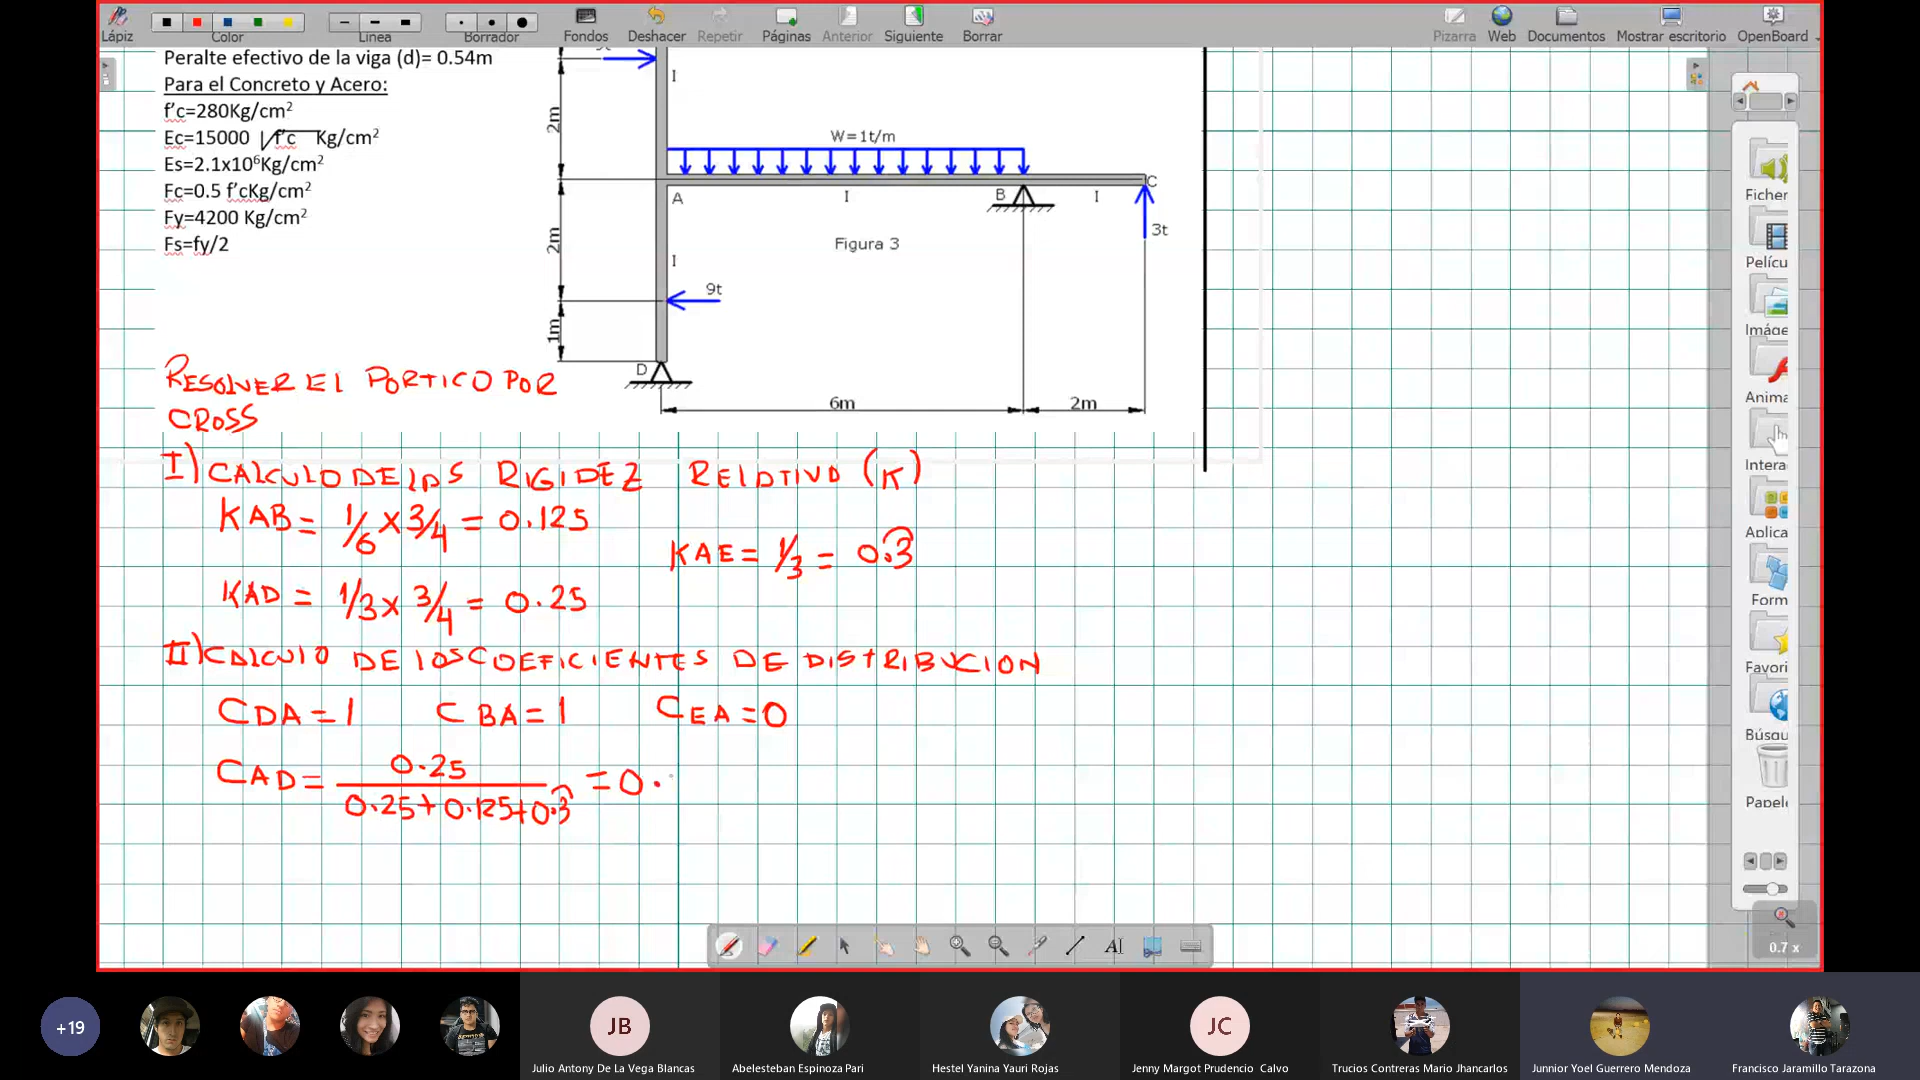 Lápiz
Color
Línea
Borrador
Fondos
Deshacer
Repetir
Páginas
Anterior
Siguiente
Borrar
Pizarra
Web
Documentos
Mostrar escritorio
OpenBoard
Peralte efectivo de la viga (d)= 0.54m
Para el Concreto y Acero:
f'c=280Kg/cm²
Ec=15000 √f'c Kg/cm²
Es=2.1x10⁶Kg/cm²
Fc=0.5 f'cKg/cm²
Fy=4200 Kg/cm²
Fs=fy/2
I
2m
W=1t/m
A
I
B
I
C
3t
Figura 3
2m
I
9t
1m
D
6m
2m
RESOLVER EL PORTICO POR
CROSS
I) CALCULO DE LAS RIGIDEZ RELATIVA (K)
KAB = 1/6 x 3/4 = 0.125
KAE = 1/3 = 0.3̂
KAD = 1/3 x 3/4 = 0.25
II) CALCULO DE LOS COEFICIENTES DE DISTRIBUCION
CDA = 1 CBA = 1 CEA = 0
CAD = 0.25 / 0.25+0.125+0.3̂ = 0.
Ficher
Pelícu
Imáge
Anima
Intera
Aplica
Form
Favori
Búsqu
Papele
0.7 x
+19
JB
JC
Julio Antony De La Vega Blancas
Abelesteban Espinoza Pari
Hestel Yanina Yauri Rojas
Jenny Margot Prudencio Calvo
Trucios Contreras Mario Jhancarlos
Junnior Yoel Guerrero Mendoza
Francisco Jaramillo Tarazona